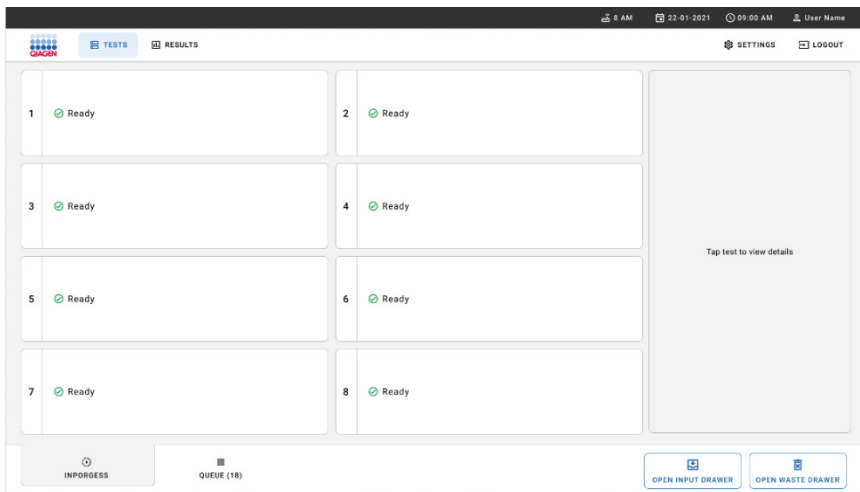 8 AM 22-01-2021 09:00 AM User Name
QIAGEN TESTS RESULTS SETTINGS LOGOUT
1 Ready 2 Ready
3 Ready 4 Ready
Tap test to view details
5 Ready 6 Ready
7 Ready 8 Ready
INPORGESS QUEUE (18) OPEN INPUT DRAWER OPEN WASTE DRAWER